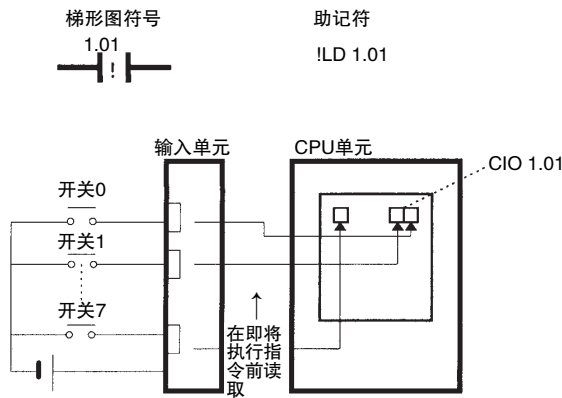 梯形图符号
助记符
1.01
!
!LD 1.01
输入单元
CPU单元
CIO 1.01
开关0
开关1
开关7
在即将
执行指
令前读
取